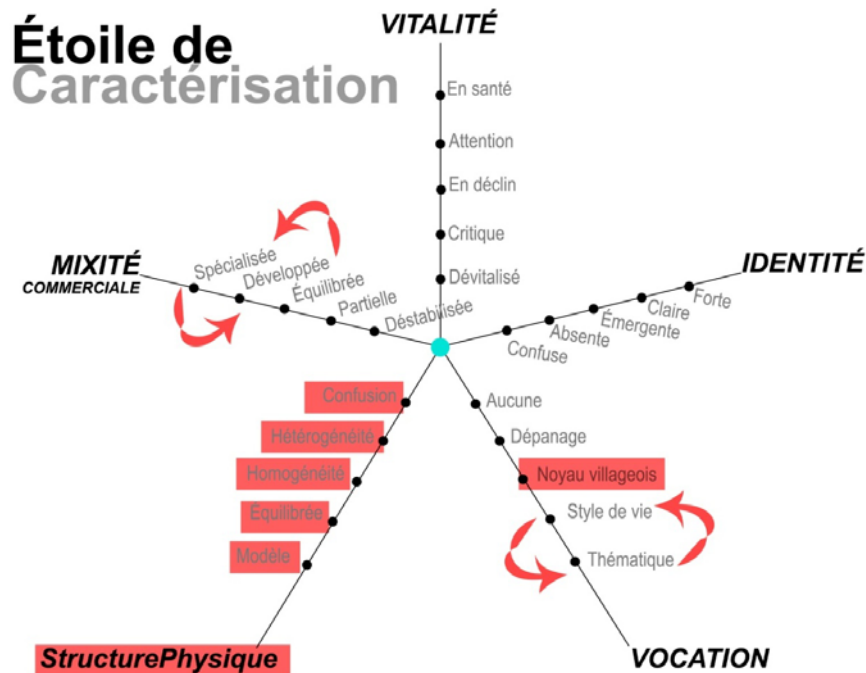 Étoile de
Caractérisation
VITALITÉ
En santé
Attention
En déclin
Critique
Dévitalisé
MIXITÉ
COMMERCIALE
Spécialisée
Développée
Équilibrée
Partielle
Déstabilisée
IDENTITÉ
Forte
Claire
Émergente
Absente
Confuse
Confusion
Hétérogénéité
Homogénéité
Équilibrée
Modèle
StructurePhysique
Aucune
Dépanage
Noyau villageois
Style de vie
Thématique
VOCATION